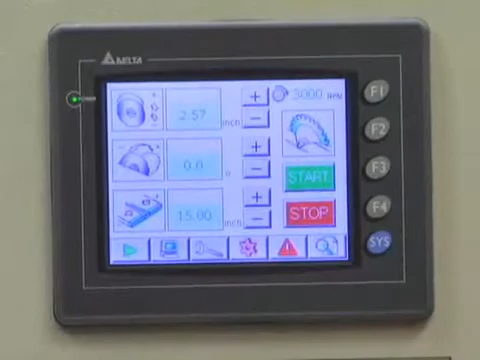 DELTA
+
2.57 inch
−
3000 RPM
F1
F2
+
0.0 °
−
START
F3
+
15.00 inch
−
STOP
F4
SYS